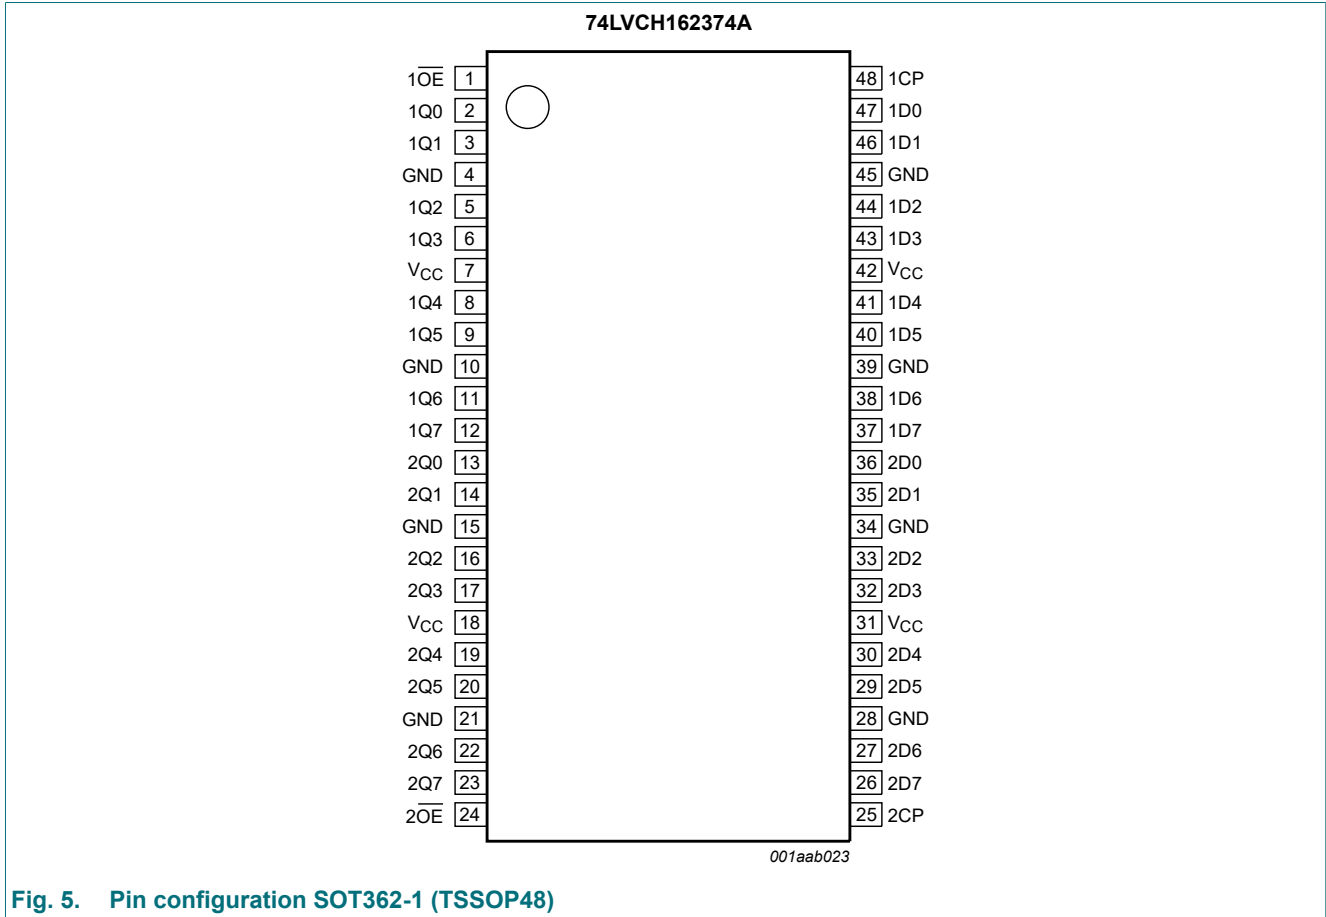 74LVCH162374A
1OE 1 48 1CP
1Q0 2 47 1D0
1Q1 3 46 1D1
GND 4 45 GND
1Q2 5 44 1D2
1Q3 6 43 1D3
VCC 7 42 VCC
1Q4 8 41 1D4
1Q5 9 40 1D5
GND 10 39 GND
1Q6 11 38 1D6
1Q7 12 37 1D7
2Q0 13 36 2D0
2Q1 14 35 2D1
GND 15 34 GND
2Q2 16 33 2D2
2Q3 17 32 2D3
VCC 18 31 VCC
2Q4 19 30 2D4
2Q5 20 29 2D5
GND 21 28 GND
2Q6 22 27 2D6
2Q7 23 26 2D7
2OE 24 25 2CP
001aab023
Fig. 5. Pin configuration SOT362-1 (TSSOP48)